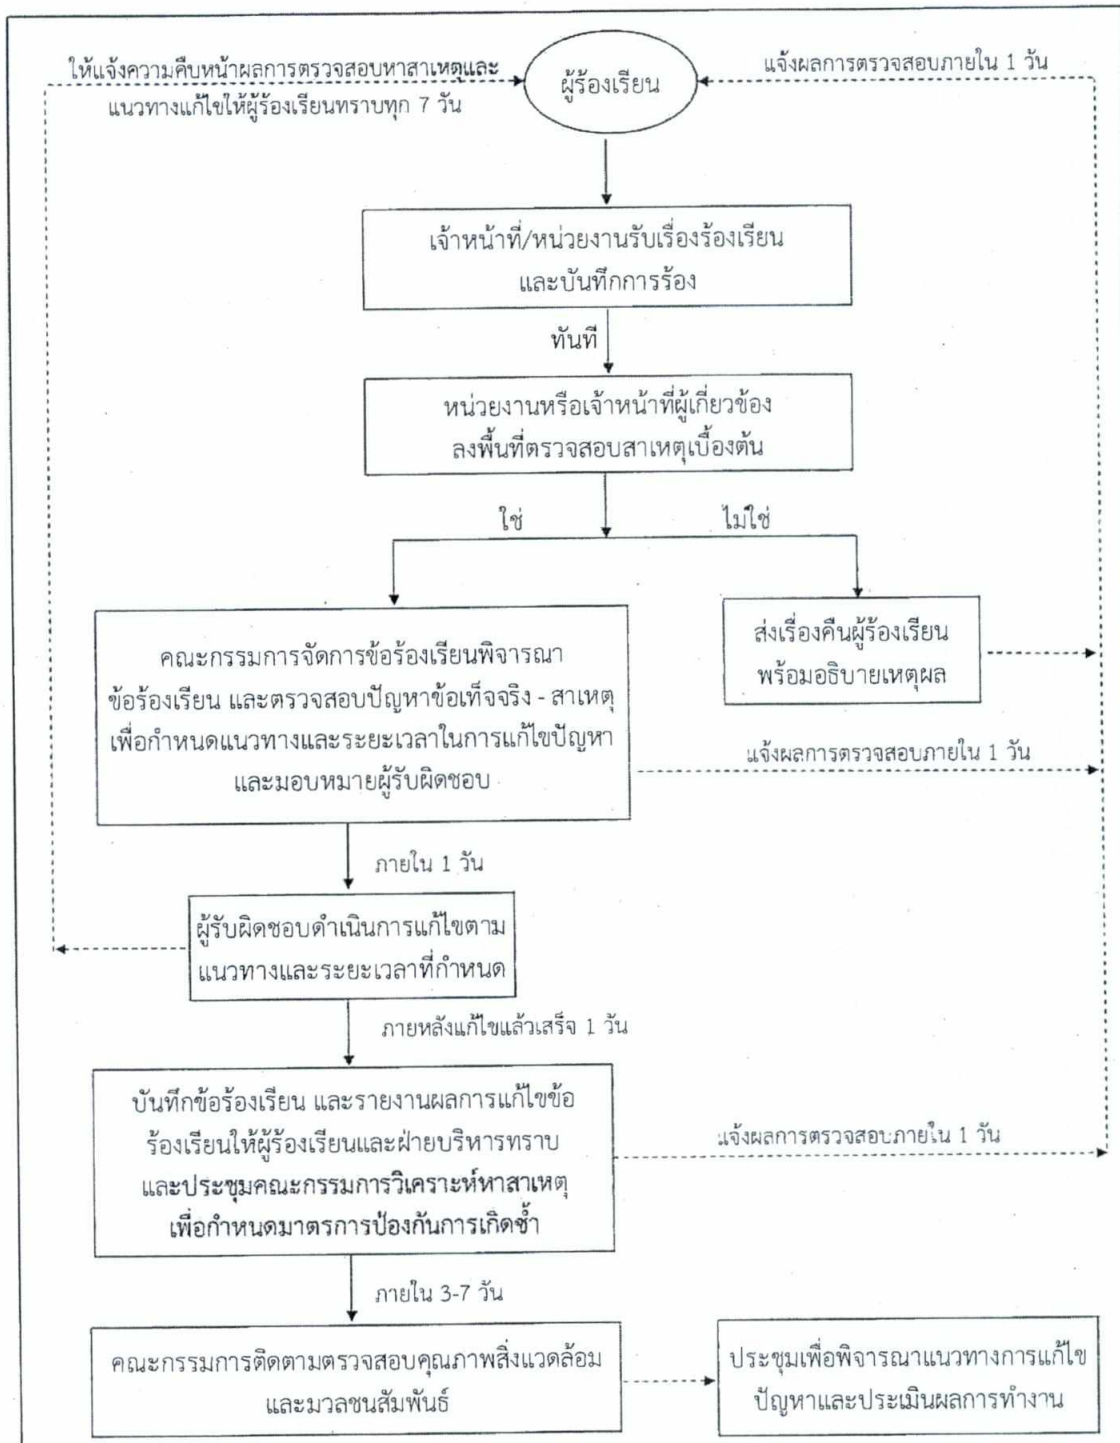 ให้แจ้งความคืบหน้าผลการตรวจสอบหาสาเหตุและ
แนวทางแก้ไขให้ผู้ร้องเรียนทราบทุก 7 วัน
ผู้ร้องเรียน
แจ้งผลการตรวจสอบภายใน 1 วัน
เจ้าหน้าที่/หน่วยงานรับเรื่องร้องเรียน
และบันทึกการร้อง
ทันที
หน่วยงานหรือเจ้าหน้าที่ผู้เกี่ยวข้อง
ลงพื้นที่ตรวจสอบสาเหตุเบื้องต้น
ใช่
ไม่ใช่
คณะกรรมการจัดการข้อร้องเรียนพิจารณา
ข้อร้องเรียน และตรวจสอบปัญหาข้อเท็จจริง - สาเหตุ
เพื่อกำหนดแนวทางและระยะเวลาในการแก้ไขปัญหา
และมอบหมายผู้รับผิดชอบ
ส่งเรื่องคืนผู้ร้องเรียน
พร้อมอธิบายเหตุผล
แจ้งผลการตรวจสอบภายใน 1 วัน
ภายใน 1 วัน
ผู้รับผิดชอบดำเนินการแก้ไขตาม
แนวทางและระยะเวลาที่กำหนด
ภายหลังแก้ไขแล้วเสร็จ 1 วัน
บันทึกข้อร้องเรียน และรายงานผลการแก้ไขข้อ
ร้องเรียนให้ผู้ร้องเรียนและฝ่ายบริหารทราบ
และประชุมคณะกรรมการวิเคราะห์หาสาเหตุ
เพื่อกำหนดมาตรการป้องกันการเกิดซ้ำ
แจ้งผลการตรวจสอบภายใน 1 วัน
ภายใน 3-7 วัน
คณะกรรมการติดตามตรวจสอบคุณภาพสิ่งแวดล้อม
และมวลชนสัมพันธ์
ประชุมเพื่อพิจารณาแนวทางการแก้ไข
ปัญหาและประเมินผลการทำงาน